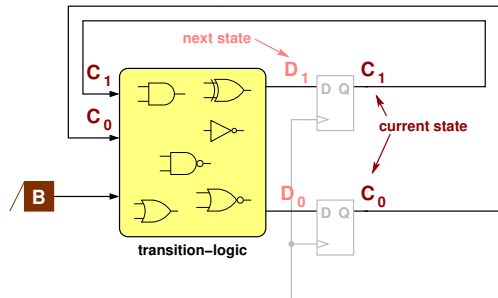 next state
D1 C1
C1
D Q
C0
current state
B
D0 C0
D Q
transition-logic